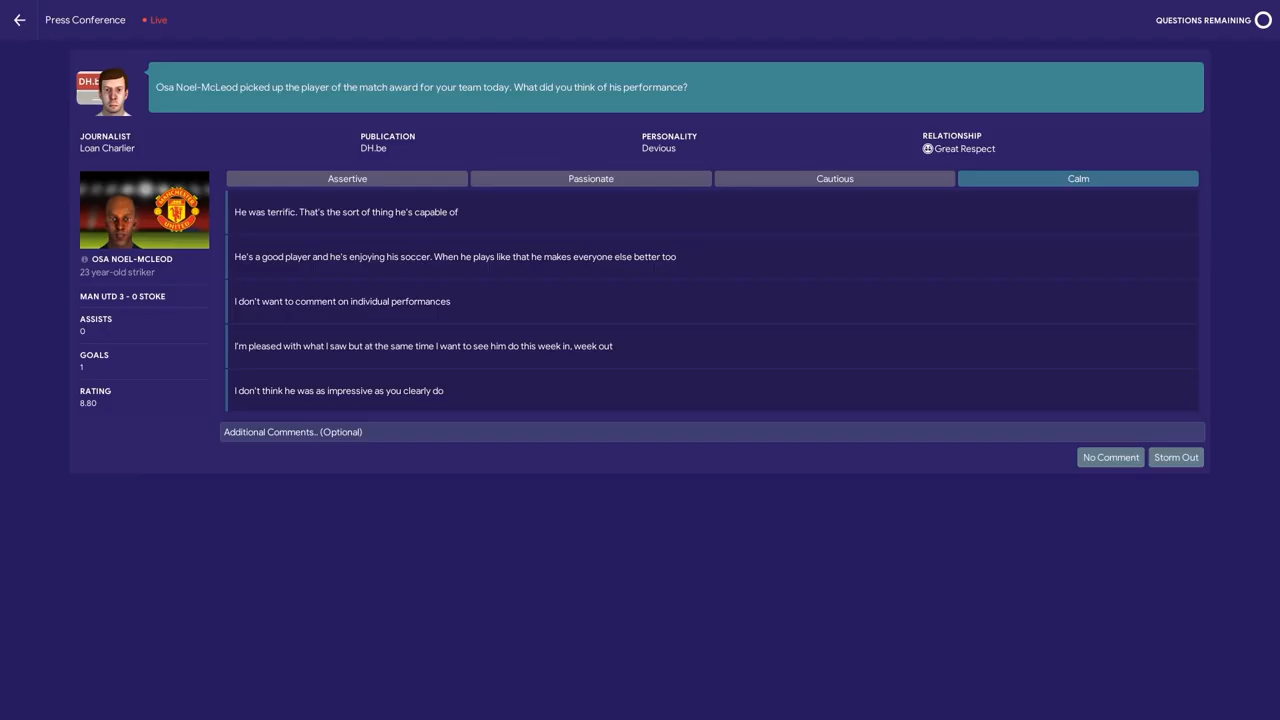 Press Conference
Live
QUESTIONS REMAINING
DH.b
Osa Noel-McLeod picked up the player of the match award for your team today. What did you think of his performance?
JOURNALIST
Loan Charlier
PUBLICATION
DH.be
PERSONALITY
Devious
RELATIONSHIP
Great Respect
MANCHESTER
UNITED
Assertive
Passionate
Cautious
Calm
He was terrific. That's the sort of thing he's capable of
He's a good player and he's enjoying his soccer. When he plays like that he makes everyone else better too
I don't want to comment on individual performances
I'm pleased with what I saw but at the same time I want to see him do this week in, week out
I don't think he was as impressive as you clearly do
OSA NOEL-MCLEOD
23 year-old striker
MAN UTD 3 - 0 STOKE
ASSISTS
0
GOALS
1
RATING
8.80
Additional Comments.. (Optional)
No Comment
Storm Out